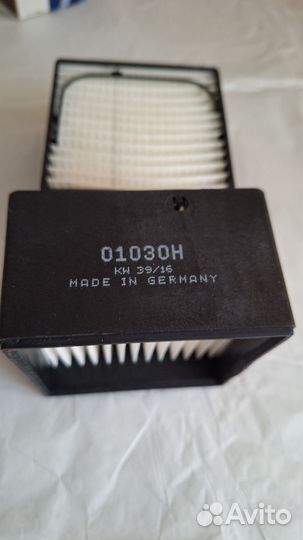 01030H
KW 39/16
MADE IN GERMANY
Avito